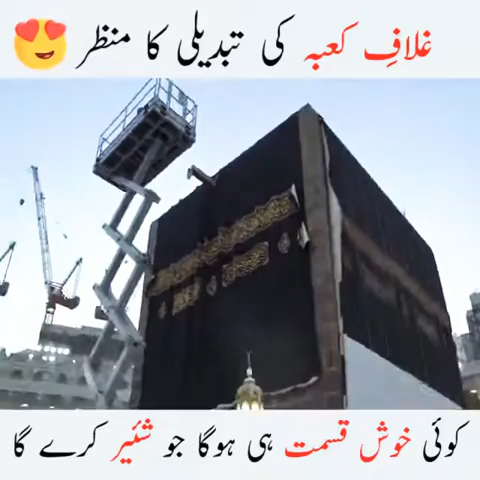 غلافِ کعبہ کی تبدیلی کا منظر
کوئی خوش قسمت ہی ہوگا جو شئیر کرے گا